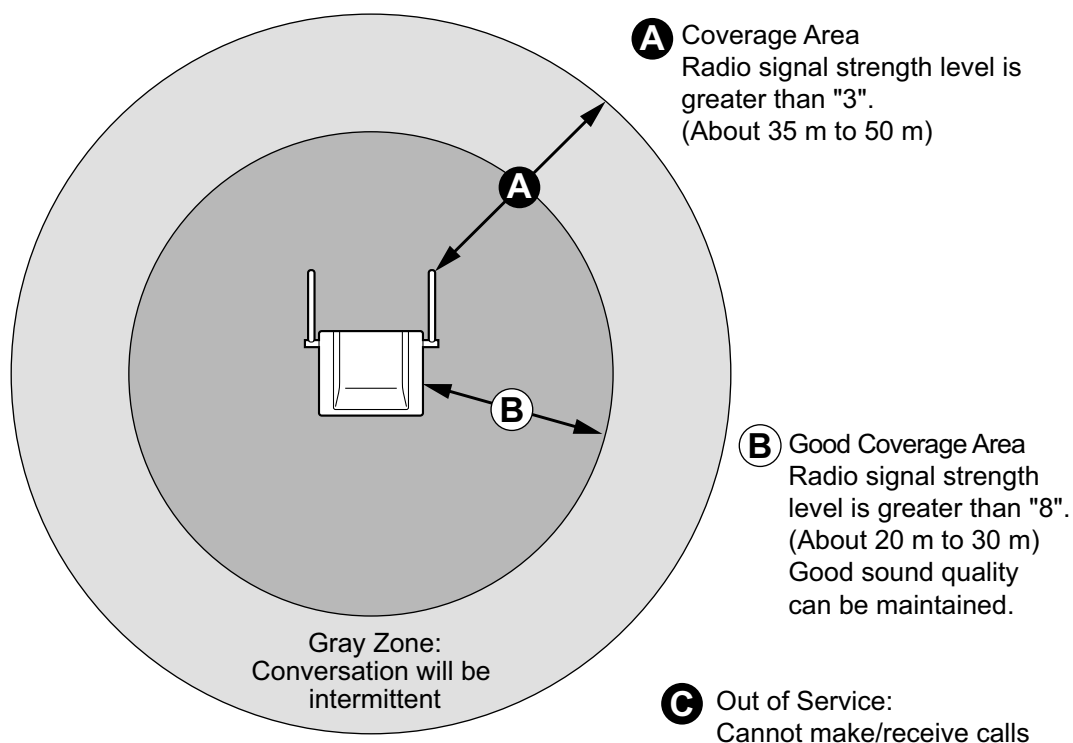 A Coverage Area
Radio signal strength level is
greater than "3".
(About 35 m to 50 m)
A
B
B Good Coverage Area
Radio signal strength
level is greater than "8".
(About 20 m to 30 m)
Good sound quality
can be maintained.
Gray Zone:
Conversation will be
intermittent
C Out of Service:
Cannot make/receive calls